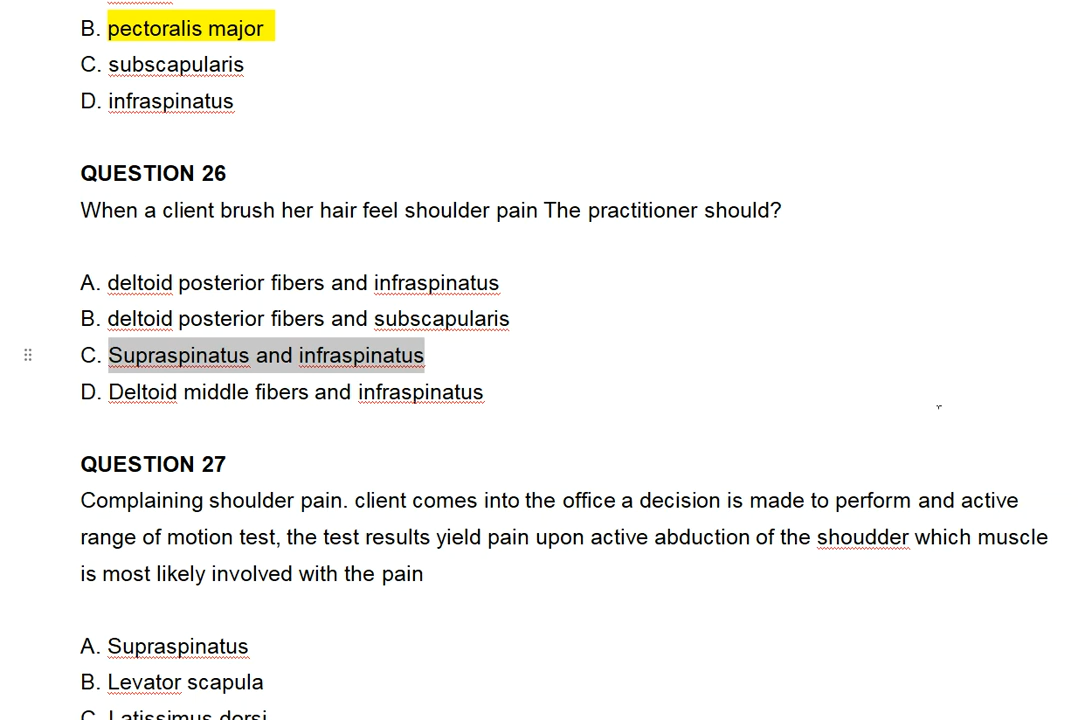 B. pectoralis major
C. subscapularis
D. infraspinatus
QUESTION 26
When a client brush her hair feel shoulder pain The practitioner should?
A. deltoid posterior fibers and infraspinatus
B. deltoid posterior fibers and subscapularis
C. Supraspinatus and infraspinatus
D. Deltoid middle fibers and infraspinatus
QUESTION 27
Complaining shoulder pain. client comes into the office a decision is made to perform and active
range of motion test, the test results yield pain upon active abduction of the shoudder which muscle
is most likely involved with the pain
A. Supraspinatus
B. Levator scapula
C. Latissimus dorsi